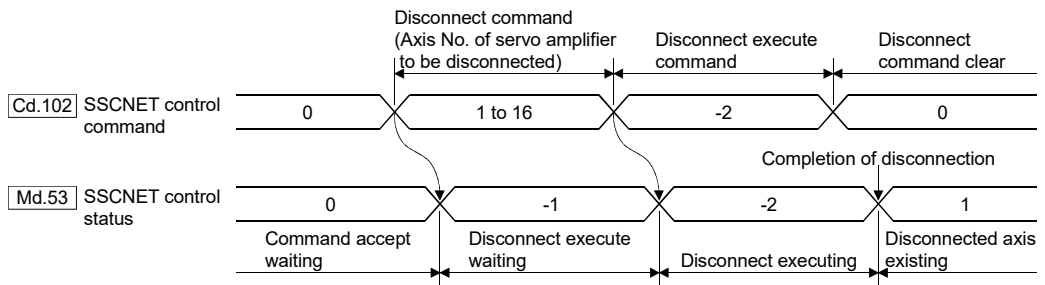 Disconnect command
(Axis No. of servo amplifier
to be disconnected)
Disconnect execute
command
Disconnect
command clear
Cd.102 SSCNET control
command
0
1 to 16
-2
0
Completion of disconnection
Md.53 SSCNET control
status
0
-1
-2
1
Command accept
waiting
Disconnect execute
waiting
Disconnect executing
Disconnected axis
existing